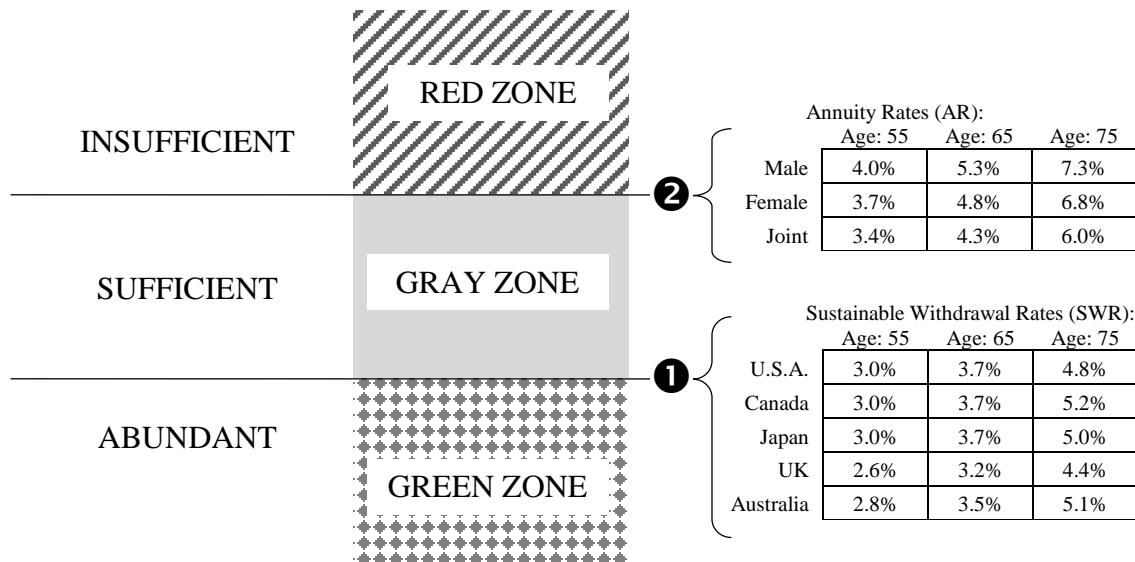 RED ZONE
INSUFFICIENT
SUFFICIENT
GRAY ZONE
ABUNDANT
GREEN ZONE
❷
Annuity Rates (AR):
Age: 55 Age: 65 Age: 75
Male 4.0% 5.3% 7.3%
Female 3.7% 4.8% 6.8%
Joint 3.4% 4.3% 6.0%
❶
Sustainable Withdrawal Rates (SWR):
Age: 55 Age: 65 Age: 75
U.S.A. 3.0% 3.7% 4.8%
Canada 3.0% 3.7% 5.2%
Japan 3.0% 3.7% 5.0%
UK 2.6% 3.2% 4.4%
Australia 2.8% 3.5% 5.1%